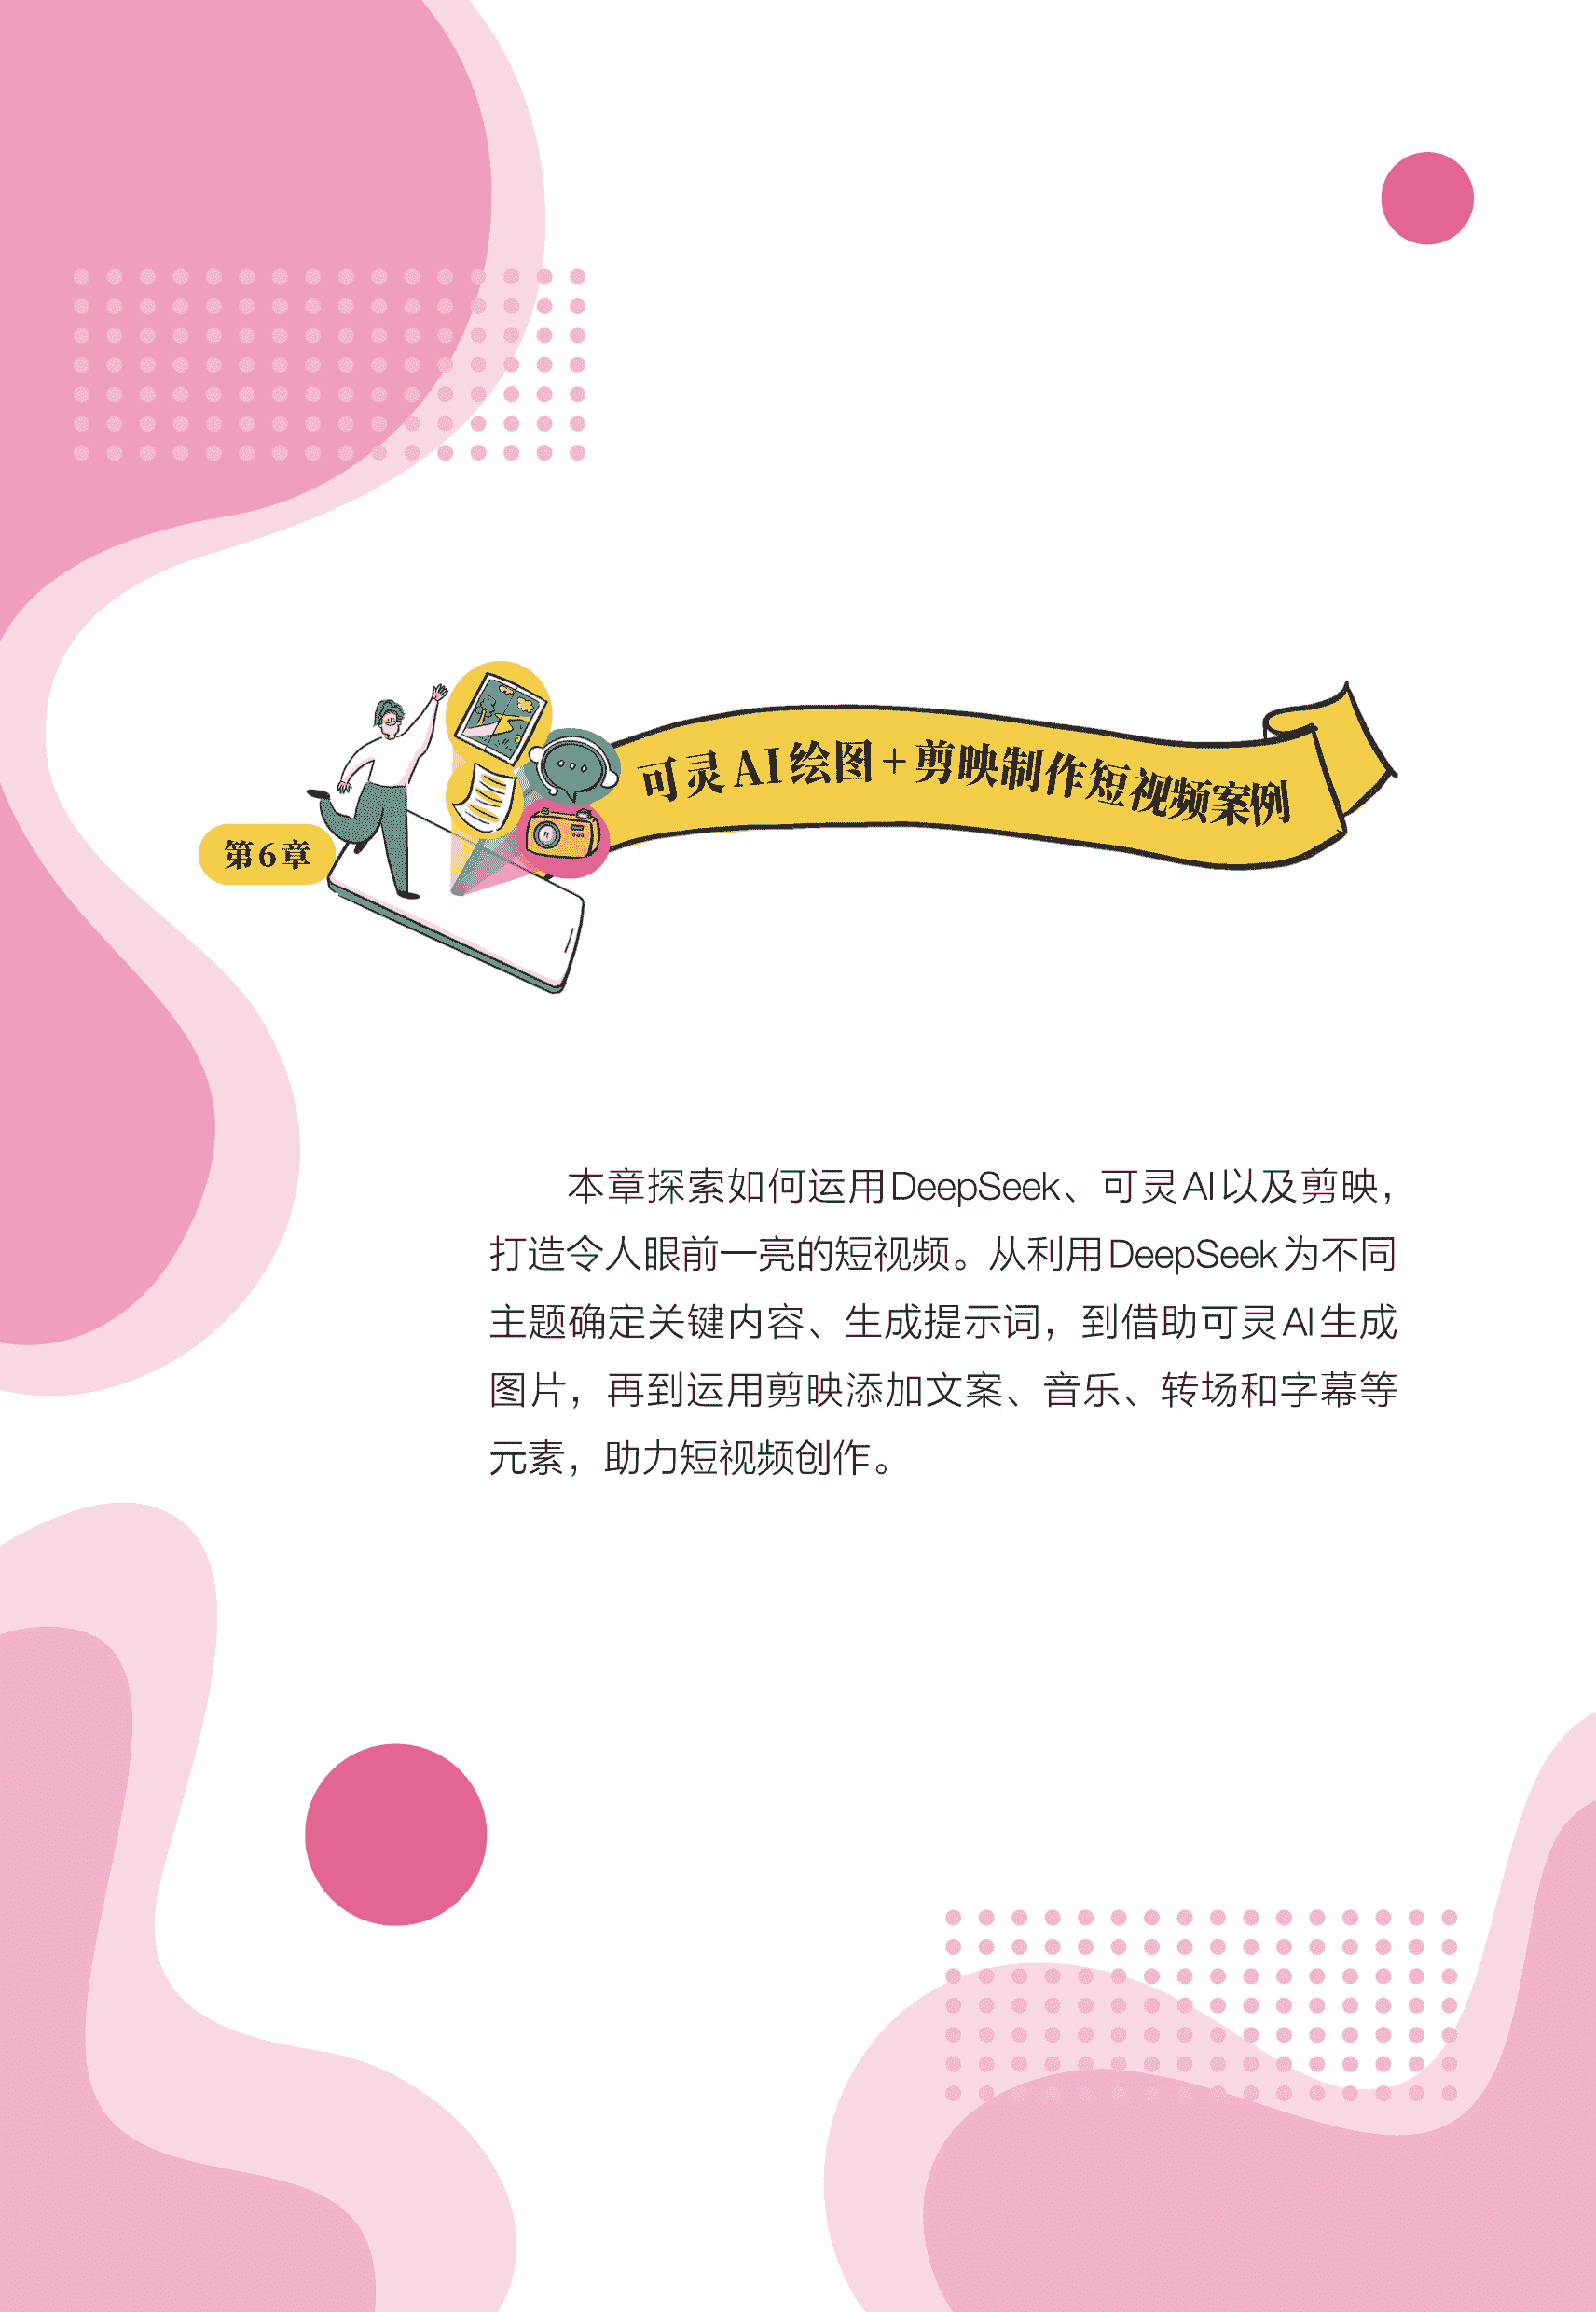 第6章
可灵AI绘图+剪映制作短视频案例
本章探索如何运用DeepSeek、可灵AI以及剪映，
打造令人眼前一亮的短视频。从利用DeepSeek为不同
主题确定关键内容、生成提示词，到借助可灵AI生成
图片，再到运用剪映添加文案、音乐、转场和字幕等
元素，助力短视频创作。